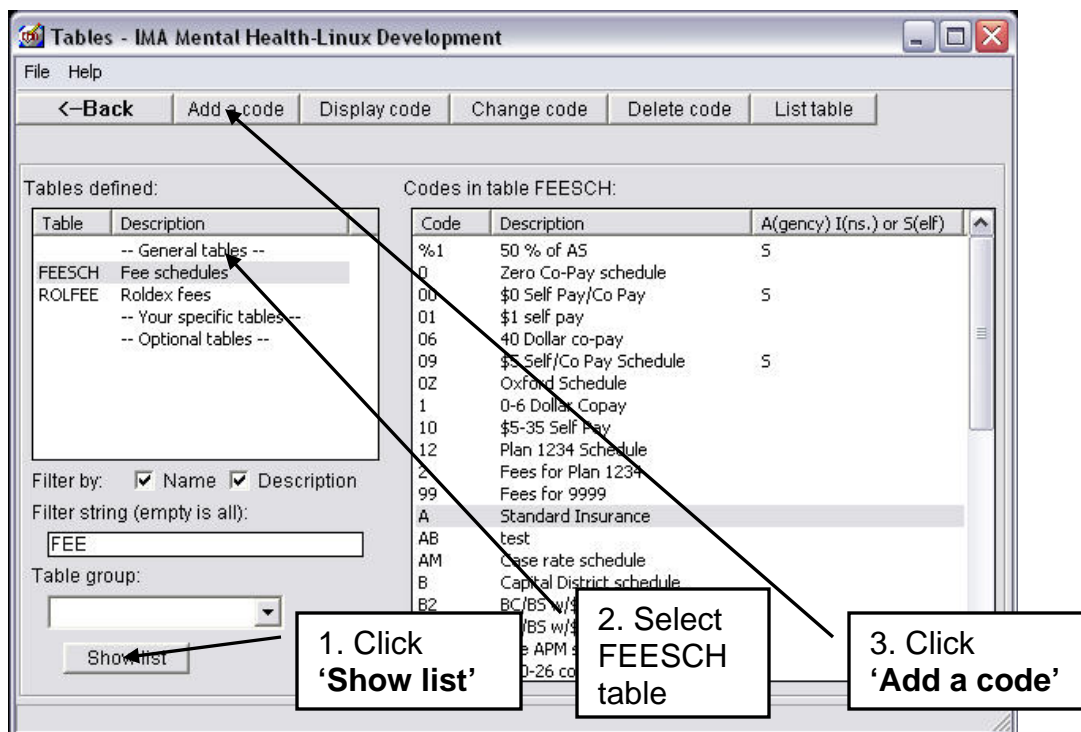 Tables - IMA Mental Health-Linux Development
File Help
<--Back Add a code Display code Change code Delete code List table
Tables defined:
Table Description
-- General tables --
FEESCH Fee schedules
ROLFEE Roldex fees
-- Your specific tables --
-- Optional tables --
Filter by: Name Description
Filter string (empty is all):
FEE
Table group:
Show list
Codes in table FEESCH:
Code Description A(gency) I(ns.) or S(elf)
%1 50 % of AS S
0 Zero Co-Pay schedule
00 $0 Self Pay/Co Pay S
01 $1 self pay
06 40 Dollar co-pay
09 $5 Self/Co Pay Schedule S
0Z Oxford Schedule
1 0-6 Dollar Copay
10 $5-35 Self Pay
12 Plan 1234 Schedule
2 Fees for Plan 1234
99 Fees for 9999
A Standard Insurance
AB test
AM Case rate schedule
B Capital District schedule
B2 BC/BS w/$
/BS w/$
APM
-26 co
1. Click
‘Show list’
2. Select
FEESCH
table
3. Click
‘Add a code’